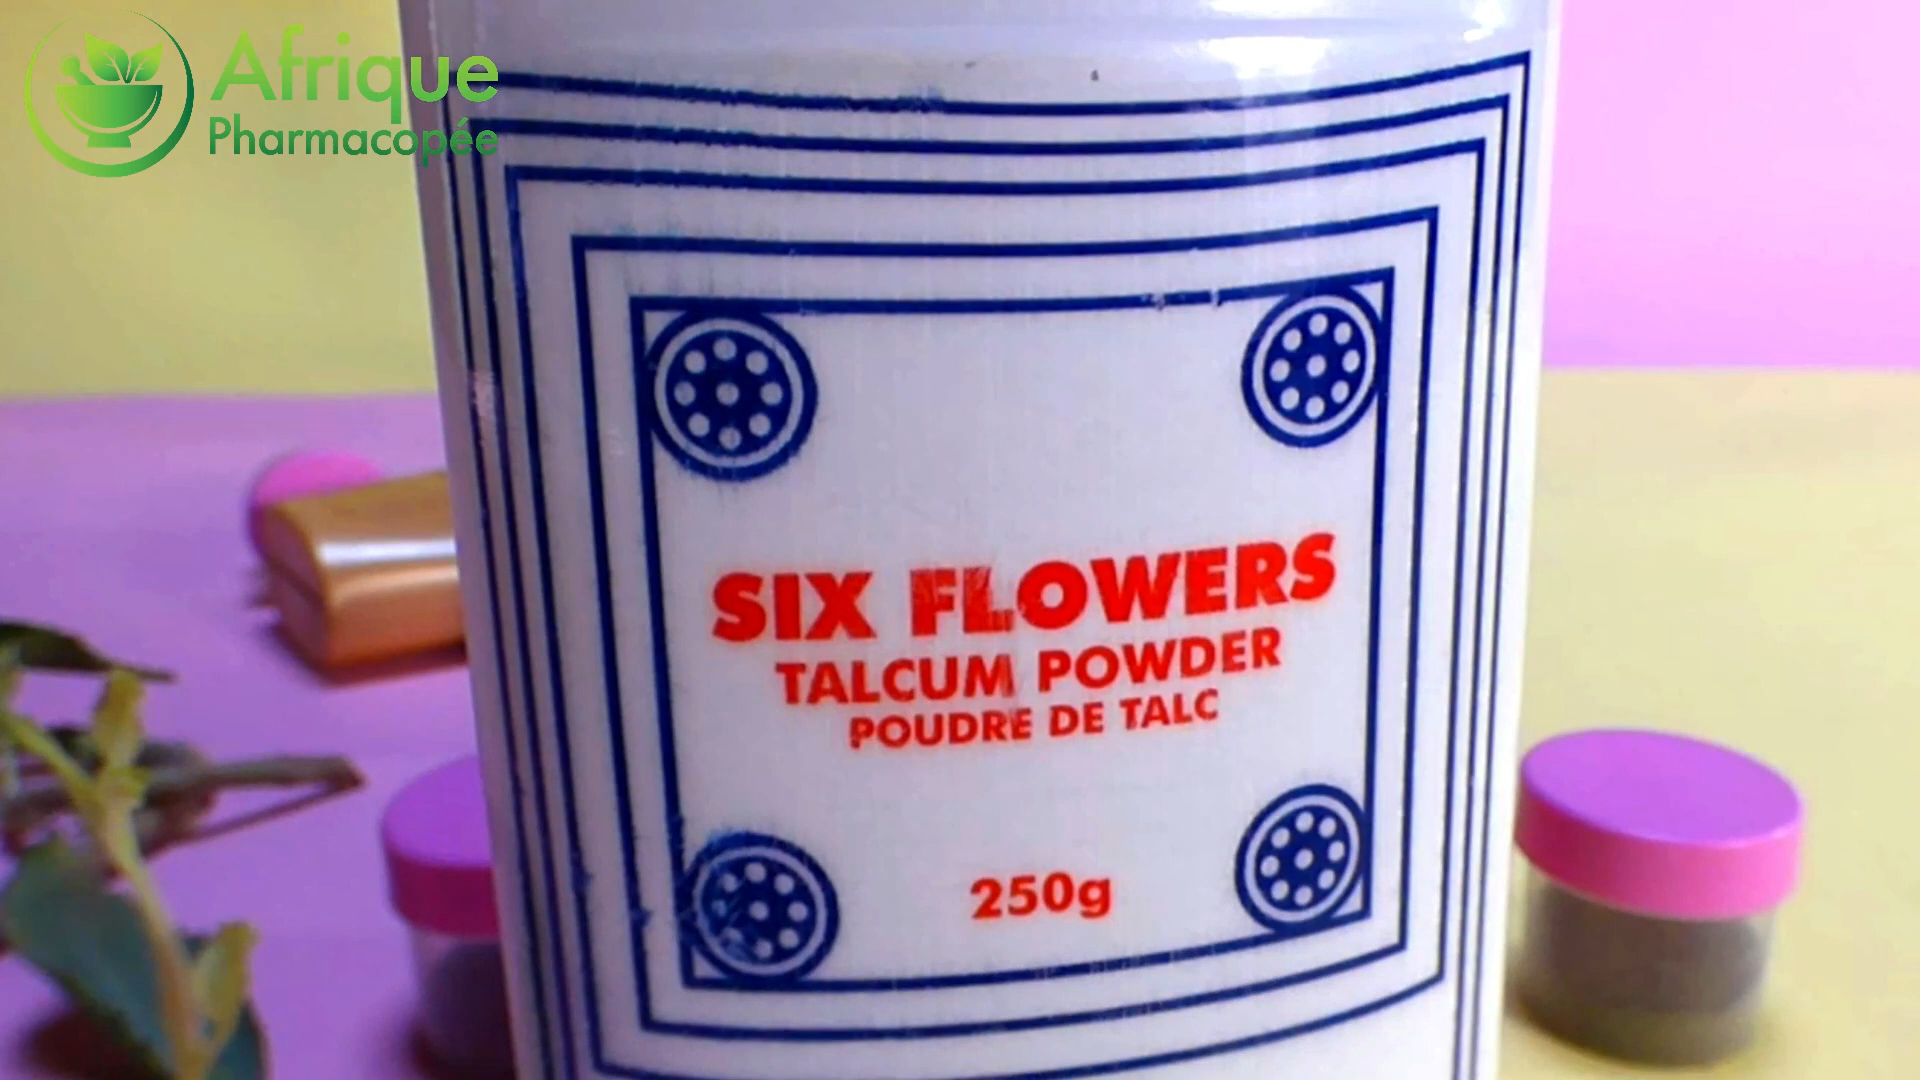 Afrique
Pharmacopée
SIX FLOWERS
TALCUM POWDER
POUDRE DE TALC
250g